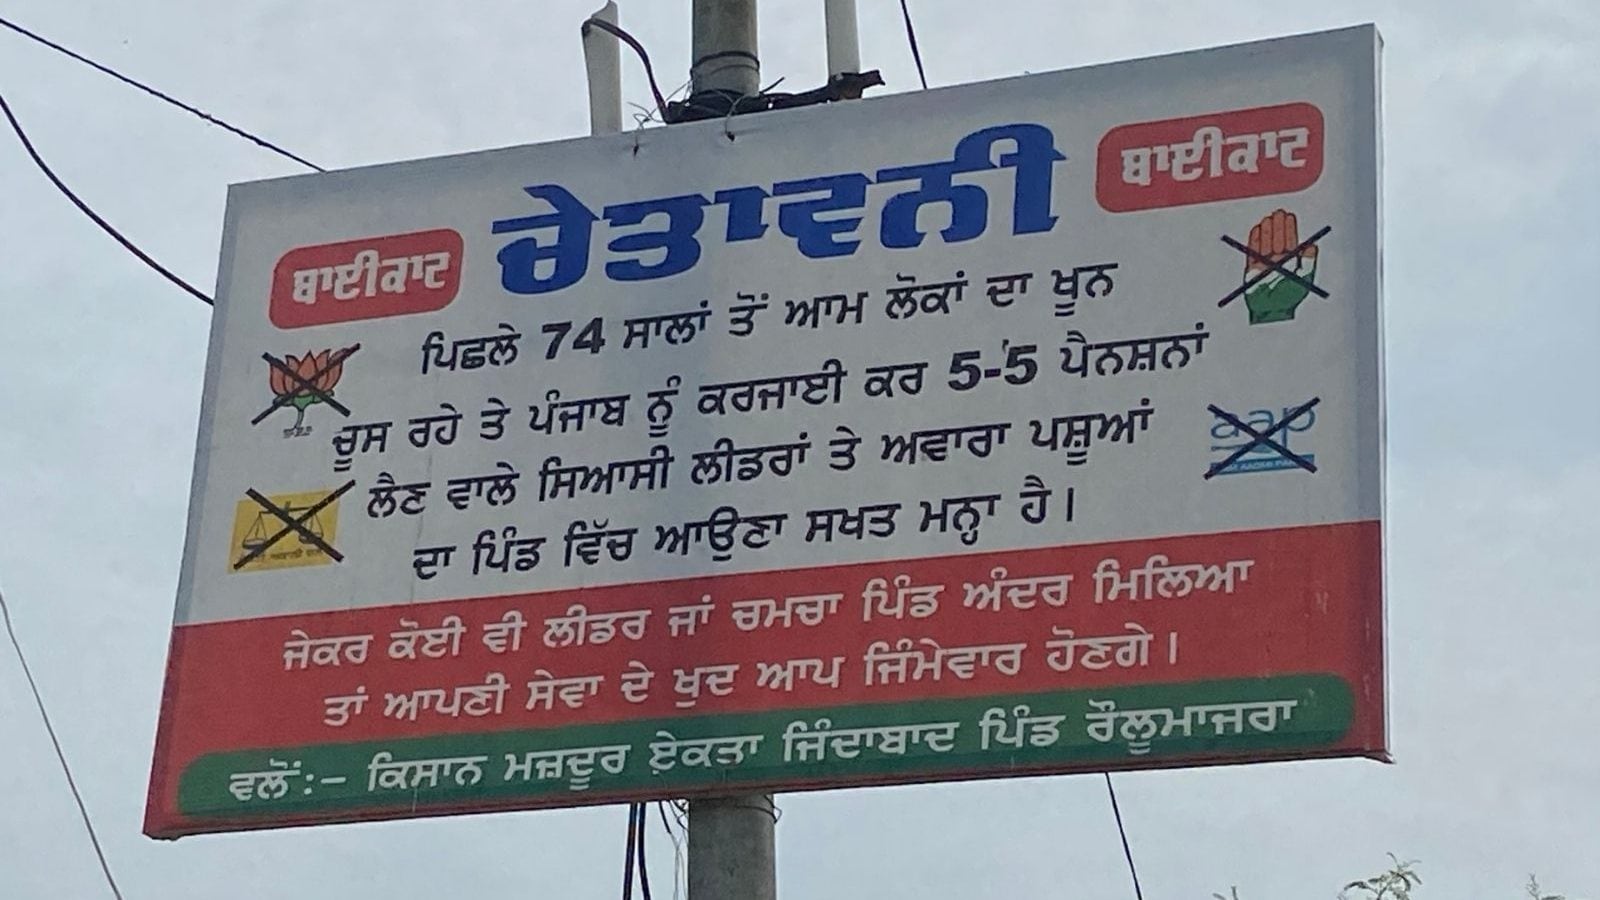 ਬਾਈਕਾਟ ਚੇਤਾਵਨੀ ਬਾਈਕਾਟ
ਪਿਛਲੇ 74 ਸਾਲਾਂ ਤੋਂ ਆਮ ਲੋਕਾਂ ਦਾ ਖੂਨ
ਚੂਸ ਰਹੇ ਤੇ ਪੰਜਾਬ ਨੂੰ ਕਰਜਾਈ ਕਰ 5-5 ਪੈਨਸ਼ਨਾਂ
ਲੈਣ ਵਾਲੇ ਸਿਆਸੀ ਲੀਡਰਾਂ ਤੇ ਅਵਾਰਾ ਪਸ਼ੂਆਂ
ਦਾ ਪਿੰਡ ਵਿੱਚ ਆਉਣਾ ਸਖਤ ਮਨ੍ਹਾ ਹੈ।
aap
ਜੇਕਰ ਕੋਈ ਵੀ ਲੀਡਰ ਜਾਂ ਚਮਚਾ ਪਿੰਡ ਅੰਦਰ ਮਿਲਿਆ
ਤਾਂ ਆਪਣੀ ਸੇਵਾ ਦੇ ਖੁਦ ਆਪ ਜਿੰਮੇਵਾਰ ਹੋਣਗੇ।
ਵਲੋਂ:- ਕਿਸਾਨ ਮਜ਼ਦੂਰ ਏਕਤਾ ਜਿੰਦਾਬਾਦ ਪਿੰਡ ਰੌਲੂਮਾਜਰਾ